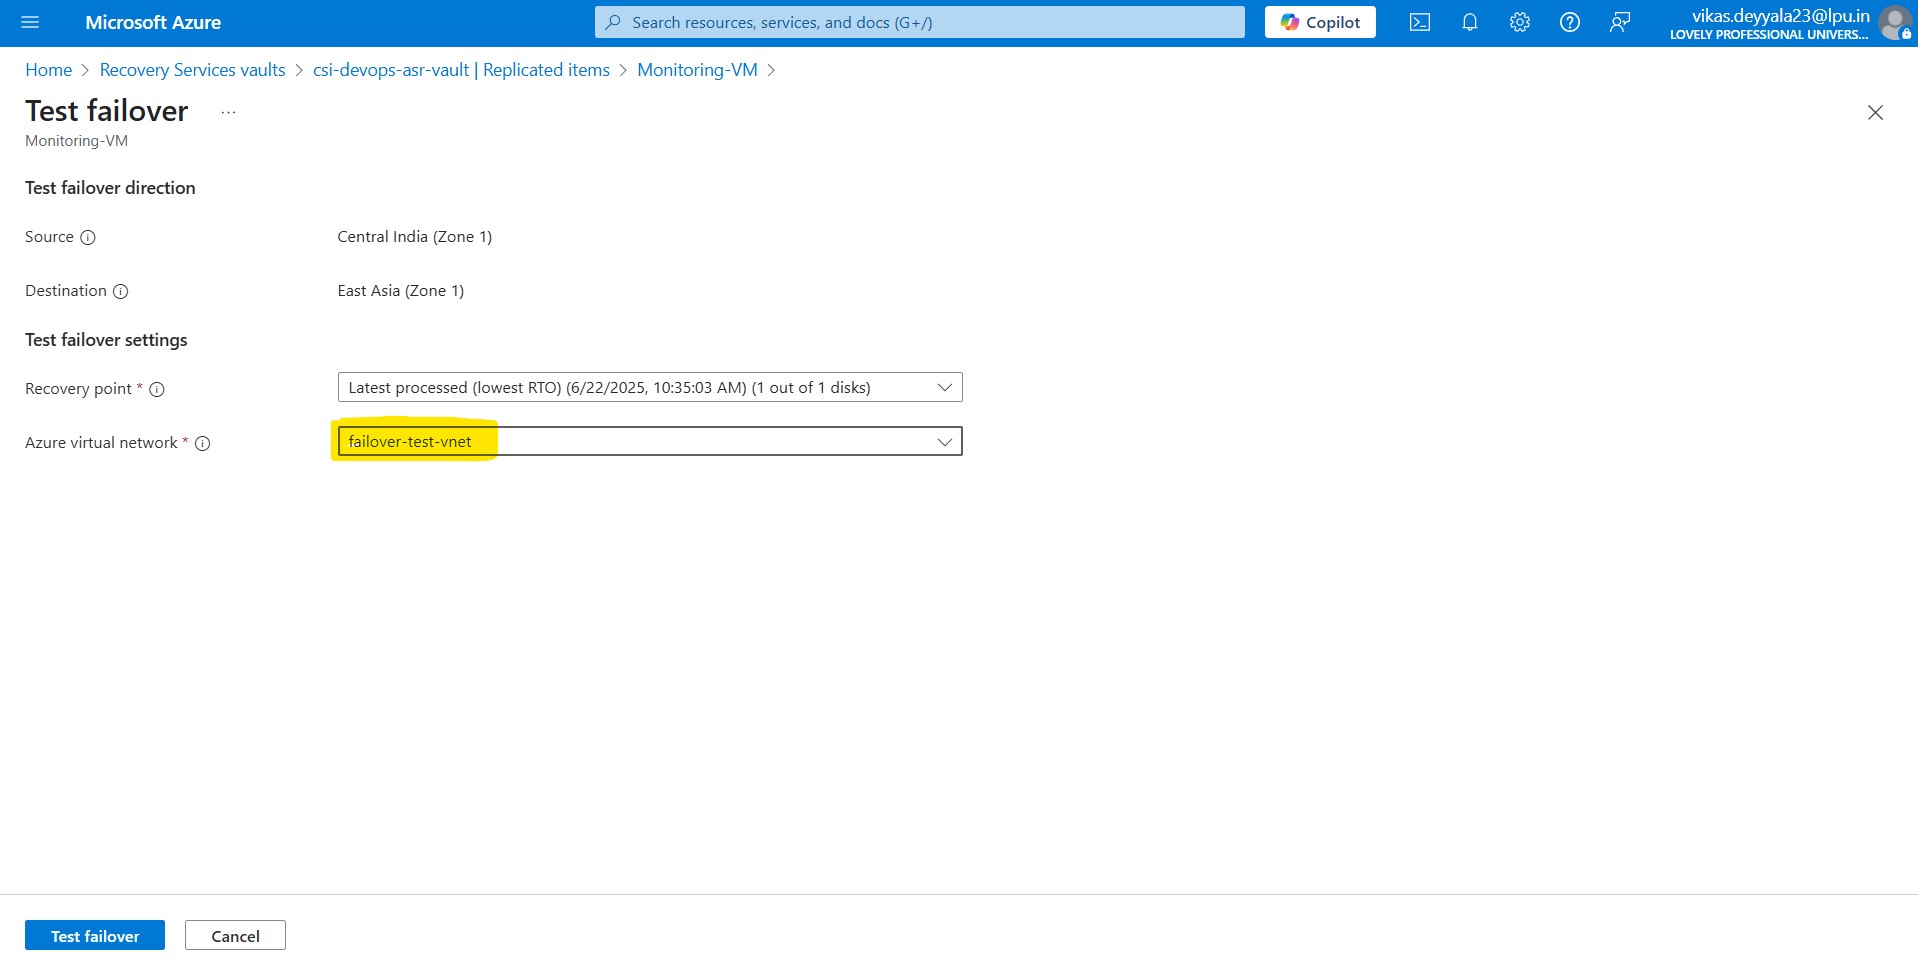 Microsoft Azure
Search resources, services, and docs (G+/)
Copilot
vikas.deyyala23@lpu.in
LOVELY PROFESSIONAL UNIVERS...
Home > Recovery Services vaults > csi-devops-asr-vault | Replicated items > Monitoring-VM >
Test failover ...
Monitoring-VM
Test failover direction
Source
Central India (Zone 1)
Destination
East Asia (Zone 1)
Test failover settings
Recovery point *
Latest processed (lowest RTO) (6/22/2025, 10:35:03 AM) (1 out of 1 disks)
Azure virtual network *
failover-test-vnet
Test failover
Cancel